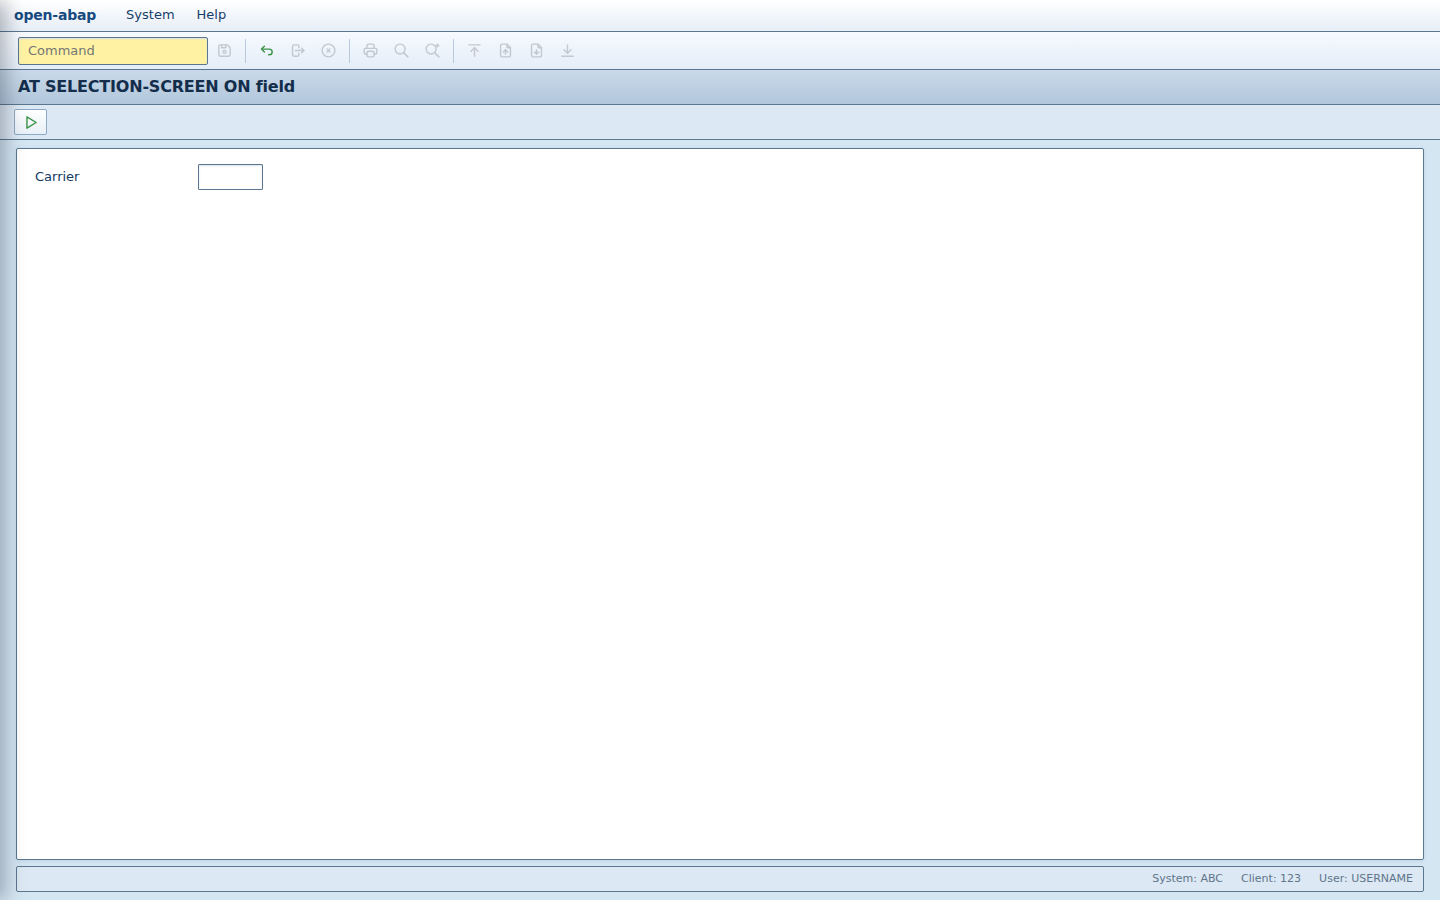 open-abap System Help
Command
AT SELECTION-SCREEN ON field
Carrier
System: ABC Client: 123 User: USERNAME